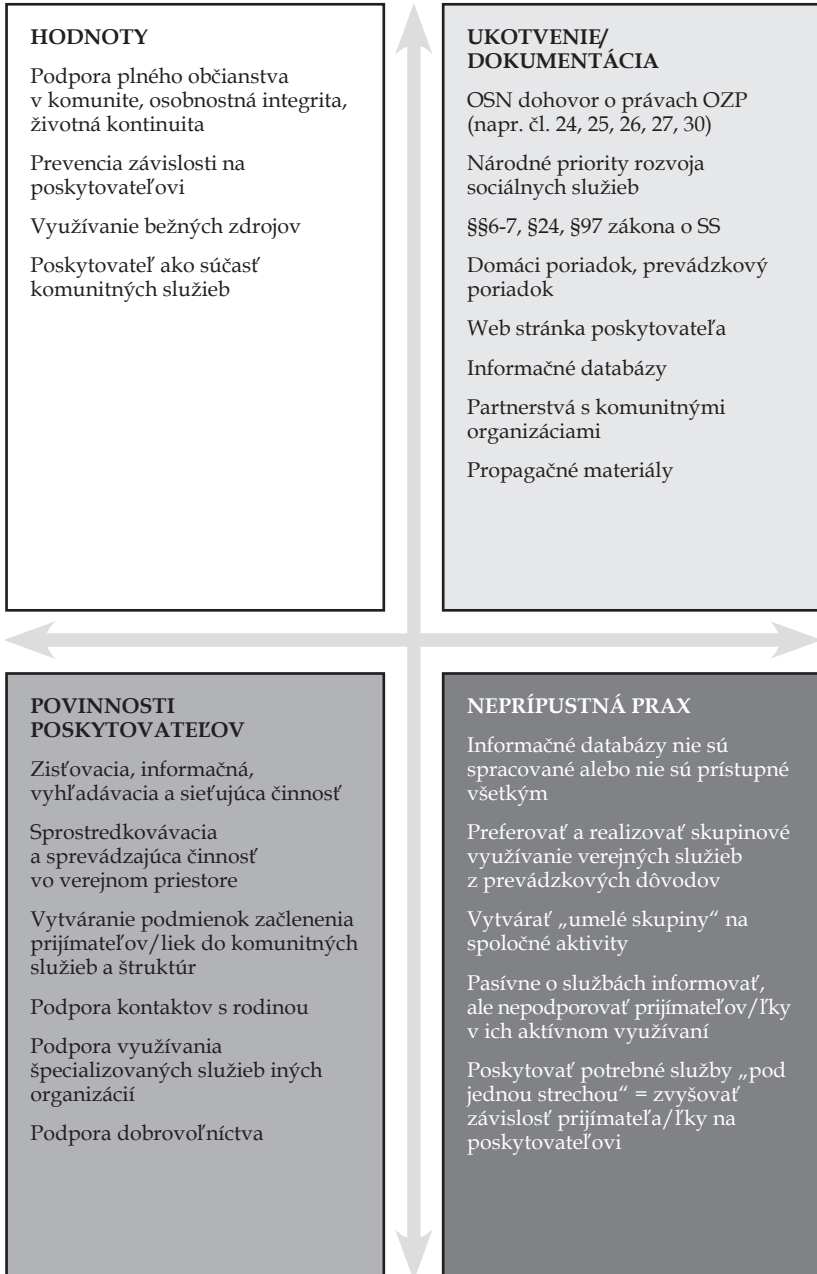 HODNOTY
Podpora plného občianstva
v komunite, osobnostná integrita,
životná kontinuita
Prevencia závislosti na
poskytovateľovi
Využívanie bežných zdrojov
Poskytovateľ ako súčasť
komunitných služieb
UKOTVENIE/
DOKUMENTÁCIA
OSN dohovor o právach OZP
(napr. čl. 24, 25, 26, 27, 30)
Národné priority rozvoja
sociálnych služieb
§§6-7, §24, §97 zákona o SS
Domáci poriadok, prevádzkový
poriadok
Web stránka poskytovateľa
Informačné databázy
Partnerstvá s komunitnými
organizáciami
Propagačné materiály
POVINNOSTI
POSKYTOVATEĽOV
Zisťovacia, informačná,
vyhľadávacia a sieťujúca činnosť
Sprostredkovávacia
a sprevádzajúca činnosť
vo verejnom priestore
Vytváranie podmienok začlenenia
prijímateľov/liek do komunitných
služieb a štruktúr
Podpora kontaktov s rodinou
Podpora využívania
špecializovaných služieb iných
organizácií
Podpora dobrovoľníctva
NEPRÍPUSTNÁ PRAX
Informačné databázy nie sú
spracované alebo nie sú prístupné
všetkým
Preferovať a realizovať skupinové
využívanie verejných služieb
z prevádzkových dôvodov
Vytvárať „umelé skupiny“ na
spoločné aktivity
Pasívne o službách informovať,
ale nepodporovať prijímateľov/ľky
v ich aktívnom využívaní
Poskytovať potrebné služby „pod
jednou strechou“ = zvyšovať
závislosť prijímateľa/ľky na
poskytovateľovi